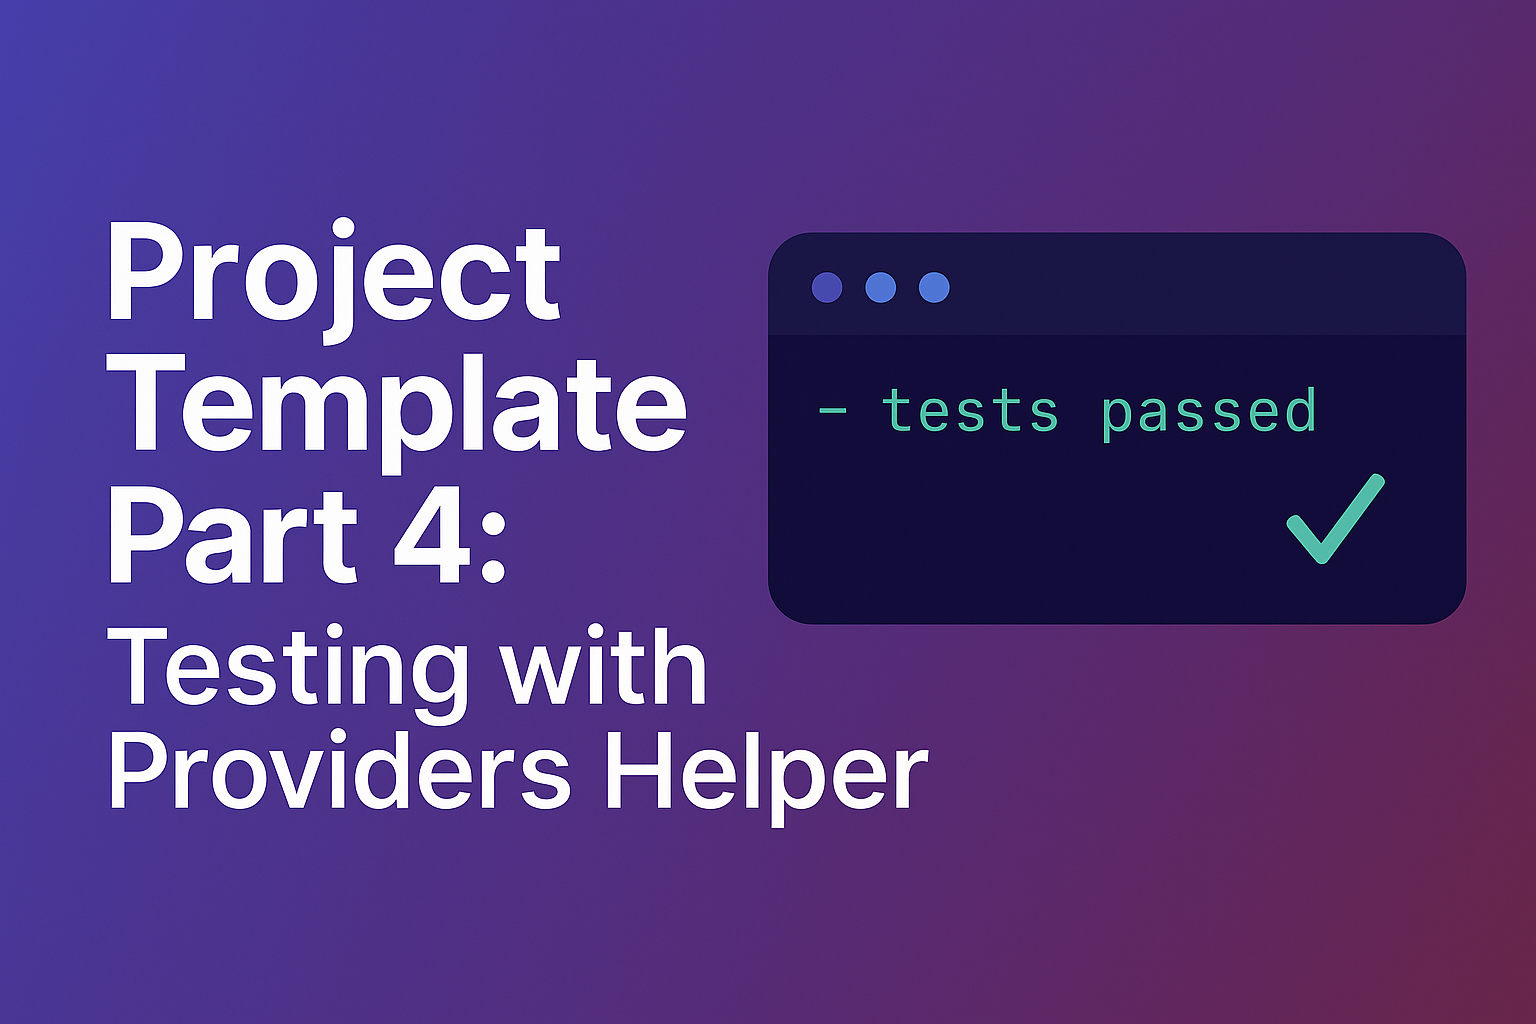 Project
Template
Part 4:
Testing with
Providers Helper
- tests passed